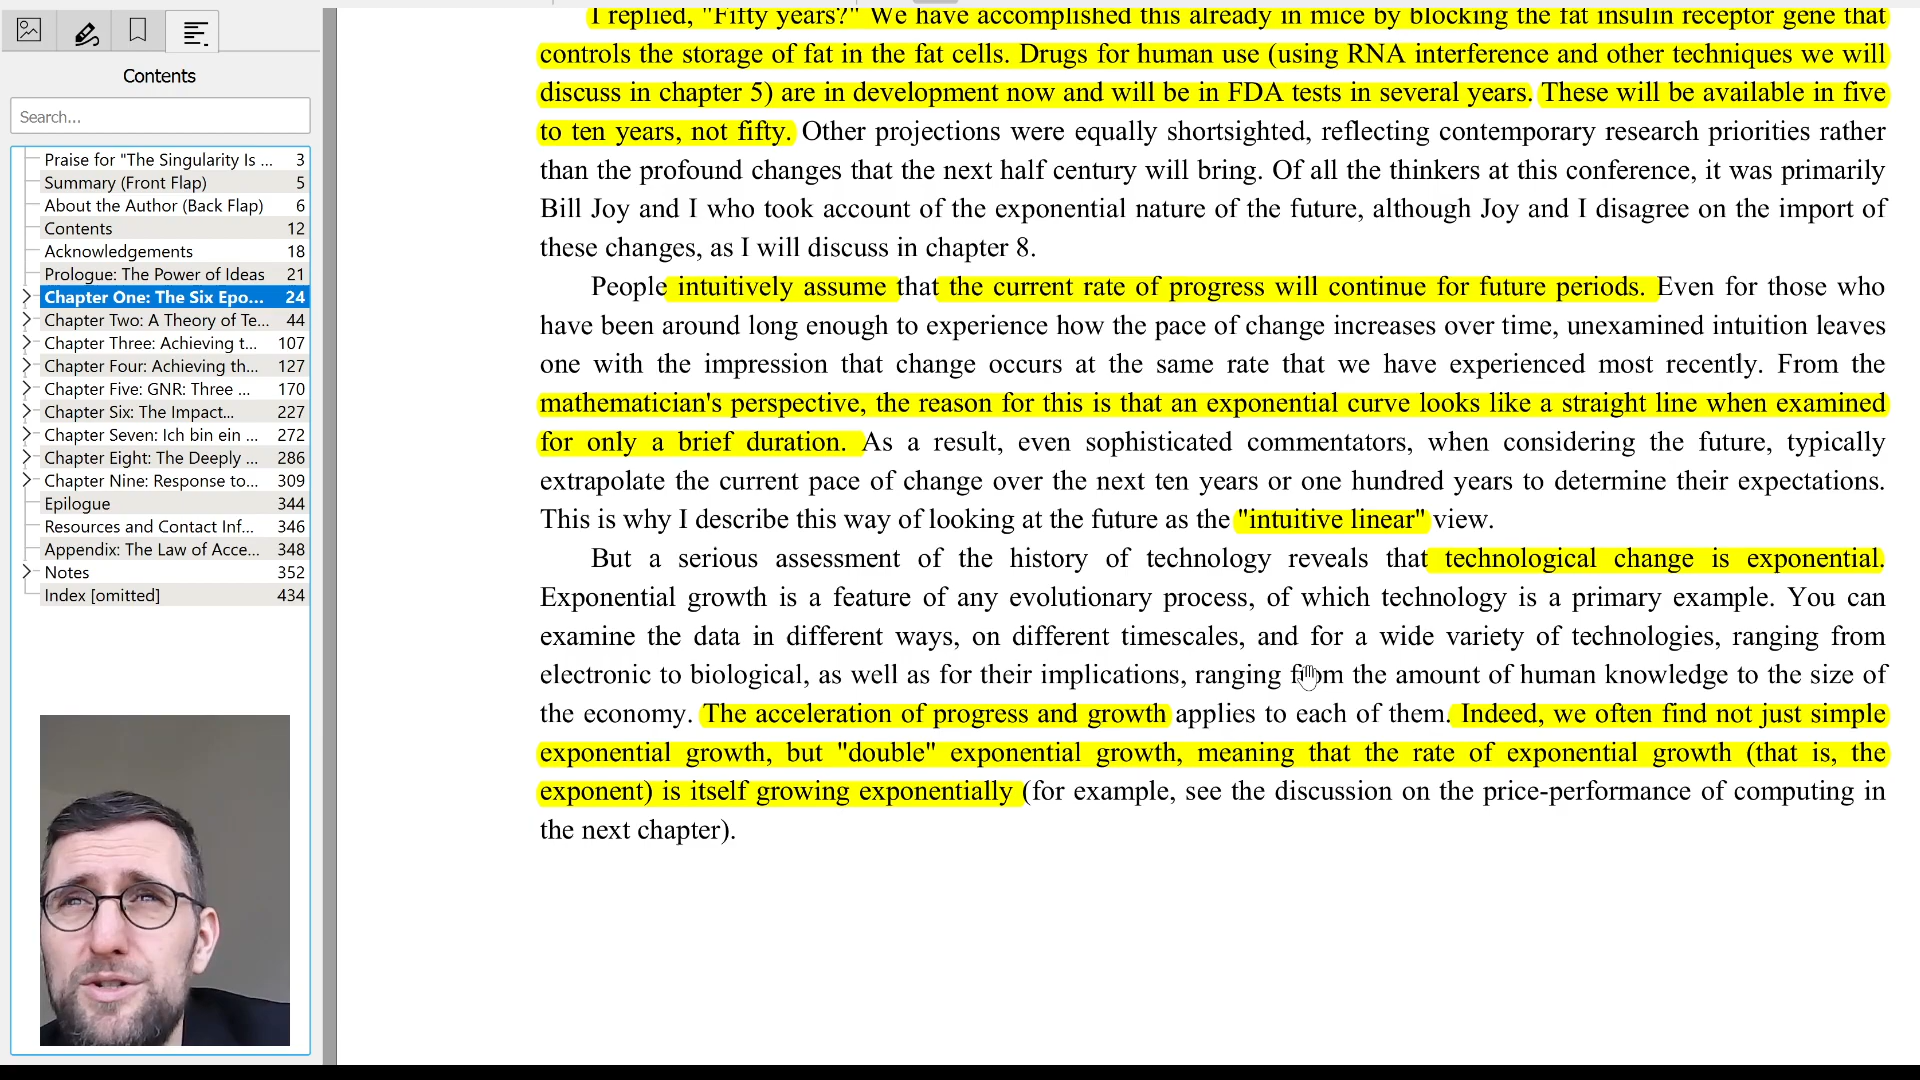 Contents
Search...
Praise for "The Singularity Is ... 3
Summary (Front Flap) 5
About the Author (Back Flap) 6
Contents 12
Acknowledgements 18
Prologue: The Power of Ideas 21
Chapter One: The Six Epo... 24
Chapter Two: A Theory of Te... 44
Chapter Three: Achieving t... 107
Chapter Four: Achieving th... 127
Chapter Five: GNR: Three ... 170
Chapter Six: The Impact... 227
Chapter Seven: Ich bin ein ... 272
Chapter Eight: The Deeply ... 286
Chapter Nine: Response to... 309
Epilogue 344
Resources and Contact Inf... 346
Appendix: The Law of Acce... 348
Notes 352
Index [omitted] 434
I replied, "Fifty years?" We have accomplished this already in mice by blocking the fat insulin receptor gene that
controls the storage of fat in the fat cells. Drugs for human use (using RNA interference and other techniques we will
discuss in chapter 5) are in development now and will be in FDA tests in several years. These will be available in five
to ten years, not fifty. Other projections were equally shortsighted, reflecting contemporary research priorities rather
than the profound changes that the next half century will bring. Of all the thinkers at this conference, it was primarily
Bill Joy and I who took account of the exponential nature of the future, although Joy and I disagree on the import of
these changes, as I will discuss in chapter 8.
People intuitively assume that the current rate of progress will continue for future periods. Even for those who
have been around long enough to experience how the pace of change increases over time, unexamined intuition leaves
one with the impression that change occurs at the same rate that we have experienced most recently. From the
mathematician's perspective, the reason for this is that an exponential curve looks like a straight line when examined
for only a brief duration. As a result, even sophisticated commentators, when considering the future, typically
extrapolate the current pace of change over the next ten years or one hundred years to determine their expectations.
This is why I describe this way of looking at the future as the "intuitive linear" view.
But a serious assessment of the history of technology reveals that technological change is exponential.
Exponential growth is a feature of any evolutionary process, of which technology is a primary example. You can
examine the data in different ways, on different timescales, and for a wide variety of technologies, ranging from
electronic to biological, as well as for their implications, ranging from the amount of human knowledge to the size of
the economy. The acceleration of progress and growth applies to each of them. Indeed, we often find not just simple
exponential growth, but "double" exponential growth, meaning that the rate of exponential growth (that is, the
exponent) is itself growing exponentially (for example, see the discussion on the price-performance of computing in
the next chapter).